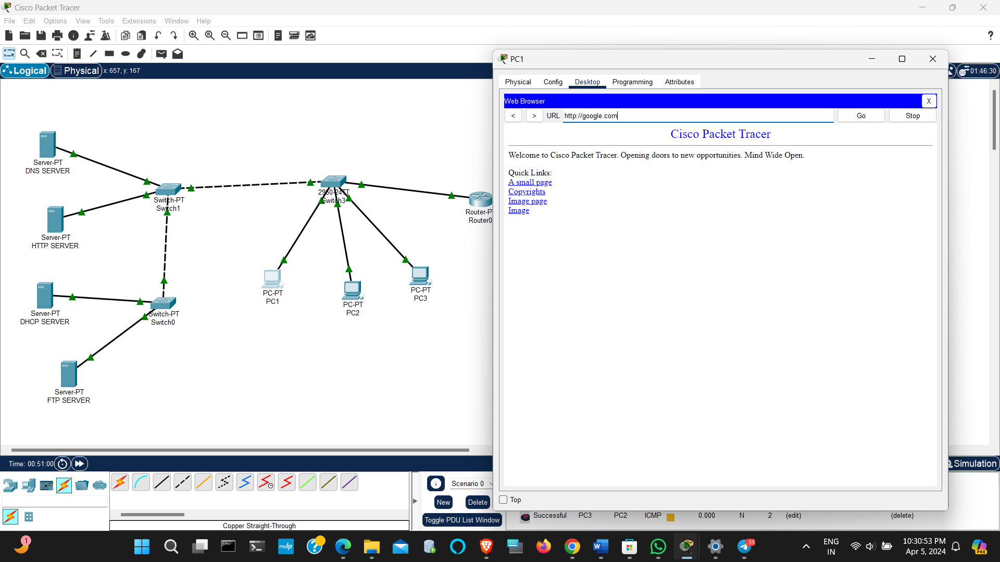 Cisco Packet Tracer
File Edit Options View Tools Extensions Window Help
?
Logical Physical x: 657, y: 167
01:46:30
Server-PT
DNS SERVER
Server-PT
HTTP SERVER
Server-PT
DHCP SERVER
Server-PT
FTP SERVER
Switch-PT
Switch1
Switch-PT
Switch0
2950-24TT
Switch3
Router-P
Router0
PC-PT
PC1
PC-PT
PC2
PC-PT
PC3
PC1
Physical Config Desktop Programming Attributes
Web Browser X
< > URL http://google.com Go Stop
Cisco Packet Tracer
Welcome to Cisco Packet Tracer. Opening doors to new opportunities. Mind Wide Open.
Quick Links:
A small page
Copyrights
Image page
Image
Top
Time: 00:51:00
Simulation
Scenario 0
New Delete
Toggle PDU List Window
Successful PC3 PC2 ICMP 0.000 N 2 (edit) (delete)
Copper Straight-Through
1
myhp
59
ENG
IN
10:30:53 PM
Apr 5, 2024
PRE